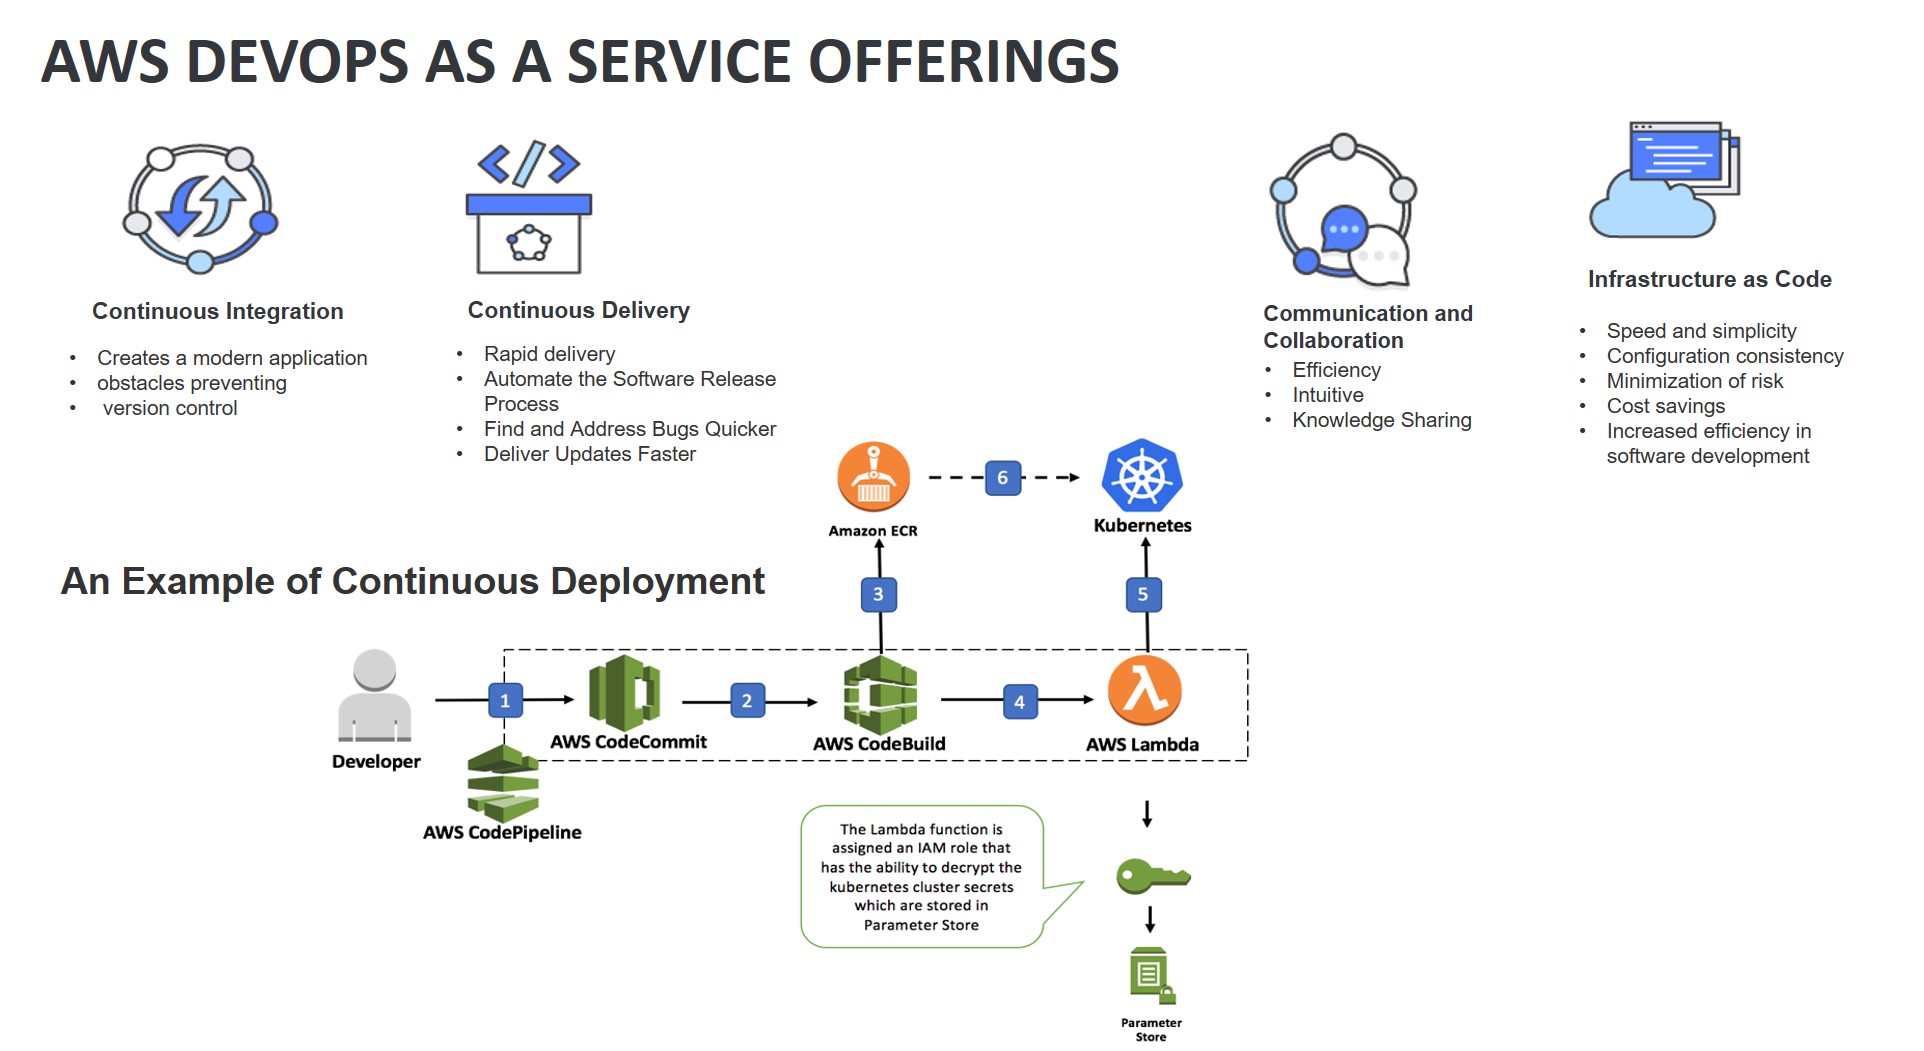 AWS DEVOPS AS A SERVICE OFFERINGS
Continuous Integration
• Creates a modern application
• obstacles preventing
• version control
Continuous Delivery
• Rapid delivery
• Automate the Software Release
Process
• Find and Address Bugs Quicker
• Deliver Updates Faster
Communication and
Collaboration
• Efficiency
• Intuitive
• Knowledge Sharing
Infrastructure as Code
• Speed and simplicity
• Configuration consistency
• Minimization of risk
• Cost savings
• Increased efficiency in
software development
An Example of Continuous Deployment
Amazon ECR
6
Kubernetes
3
5
Developer
1
AWS CodeCommit
2
AWS CodeBuild
4
AWS Lambda
AWS CodePipeline
The Lambda function is
assigned an IAM role that
has the ability to decrypt the
kubernetes cluster secrets
which are stored in
Parameter Store
Parameter
Store